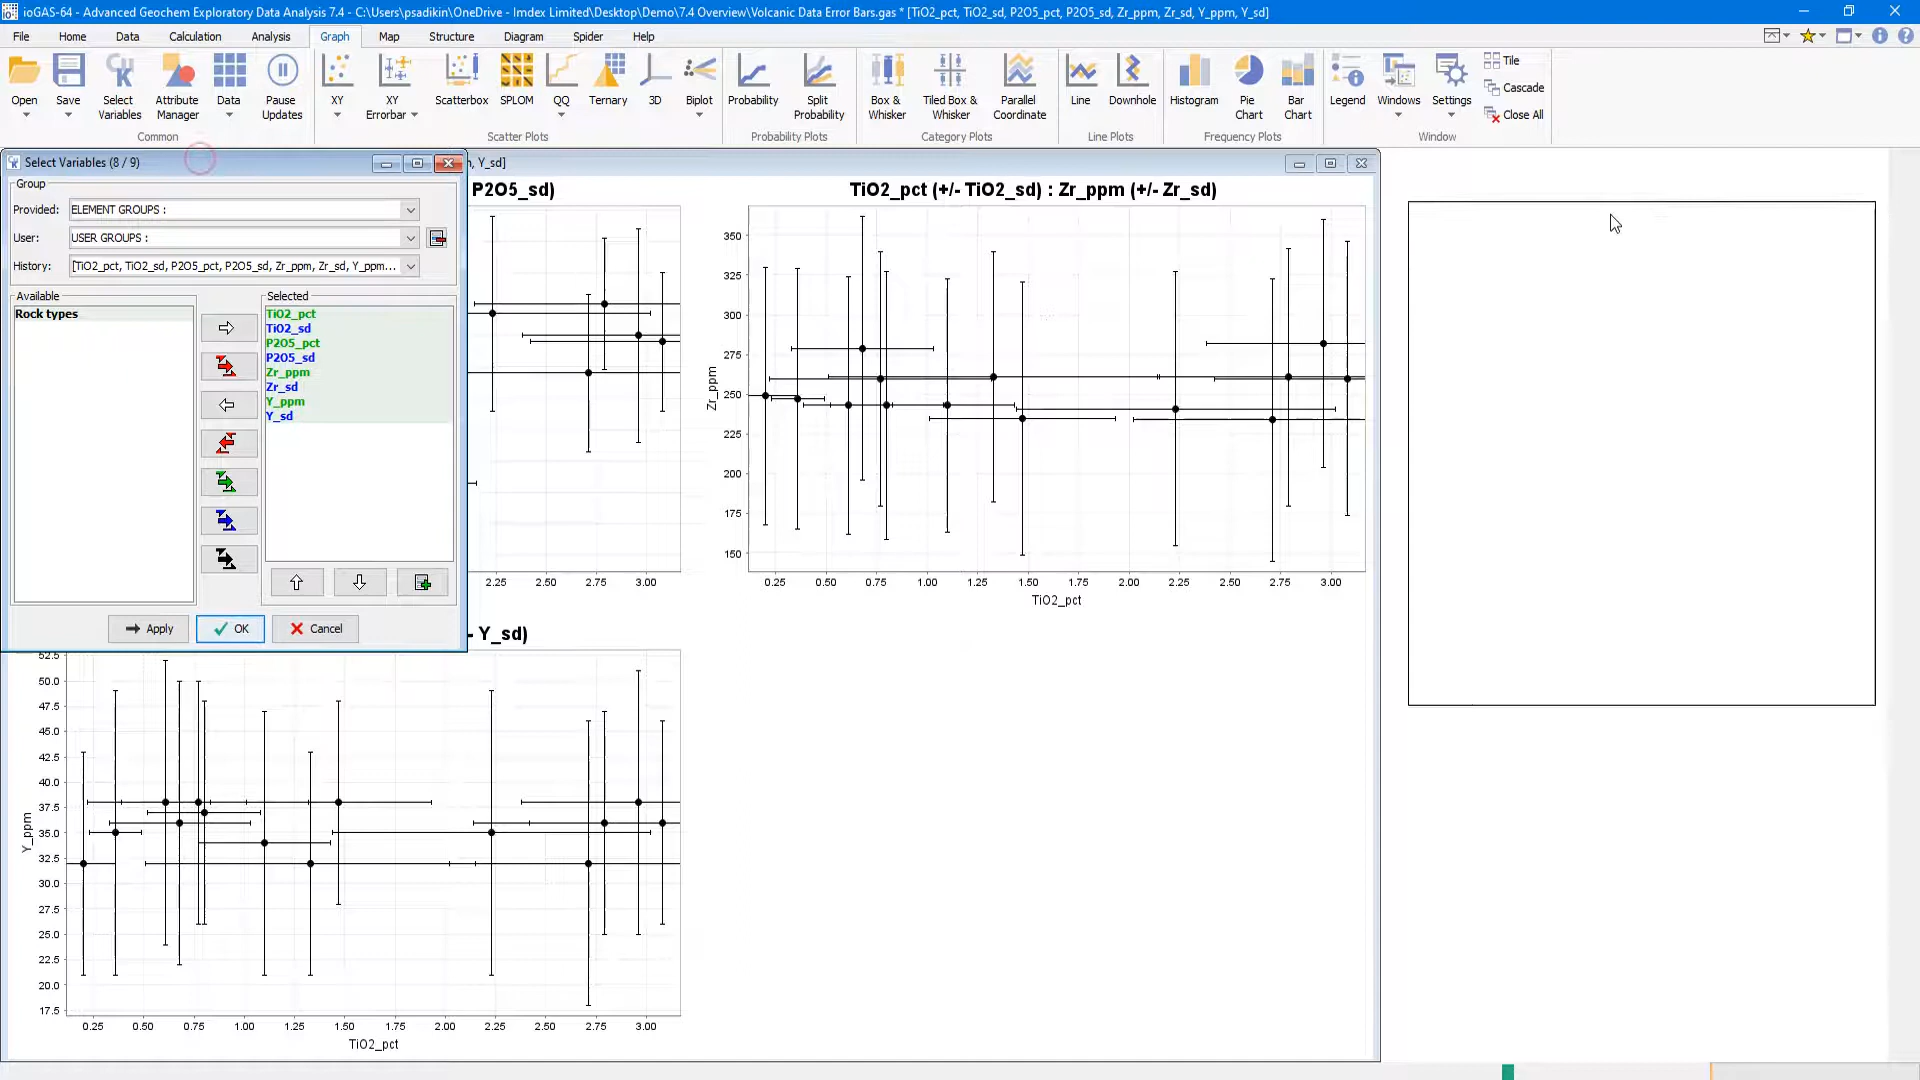 ioGAS-64 - Advanced Geochem Exploratory Data Analysis 7.4 - C:\Users\psadikin\OneDrive - Imdex Limited\Desktop\Demo\7.4 Overview\Volcanic Data Error Bars.gas * [TiO2_pct, TiO2_sd, P2O5_pct, P2O5_sd, Zr_ppm, Zr_sd, Y_ppm, Y_sd]
File Home Data Calculation Analysis Graph Map Structure Diagram Spider Help
Open Save Select Variables Attribute Manager Data Pause Updates
Common
XY XY Errorbar Scatterbox SPLOM QQ Ternary 3D Biplot
Scatter Plots
Probability Split Probability
Probability Plots
Box & Whisker Tiled Box & Whisker Parallel Coordinate
Category Plots
Line Downhole
Line Plots
Histogram Pie Chart Bar Chart
Frequency Plots
Legend Windows Settings Tile Cascade Close All
Window
Select Variables (8 / 9)
Group
Provided: ELEMENT GROUPS :
User: USER GROUPS :
History: [TiO2_pct, TiO2_sd, P2O5_pct, P2O5_sd, Zr_ppm, Zr_sd, Y_ppm...
Available
Rock types
Selected
TiO2_pct
TiO2_sd
P2O5_pct
P2O5_sd
Zr_ppm
Zr_sd
Y_ppm
Y_sd
Apply OK Cancel
, Y_sd]
P2O5_sd)
2.25 2.50 2.75 3.00
TiO2_pct (+/- TiO2_sd) : Zr_ppm (+/- Zr_sd)
Zr_ppm
350
325
300
275
250
225
200
175
150
0.25 0.50 0.75 1.00 1.25 1.50 1.75 2.00 2.25 2.50 2.75 3.00
TiO2_pct
- Y_sd)
Y_ppm
52.5
50.0
47.5
45.0
42.5
40.0
37.5
35.0
32.5
30.0
27.5
25.0
22.5
20.0
17.5
0.25 0.50 0.75 1.00 1.25 1.50 1.75 2.00 2.25 2.50 2.75 3.00
TiO2_pct